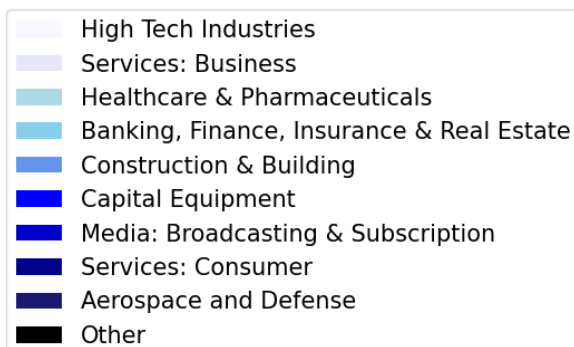 High Tech Industries
Services: Business
Healthcare & Pharmaceuticals
Banking, Finance, Insurance & Real Estate
Construction & Building
Capital Equipment
Media: Broadcasting & Subscription
Services: Consumer
Aerospace and Defense
Other